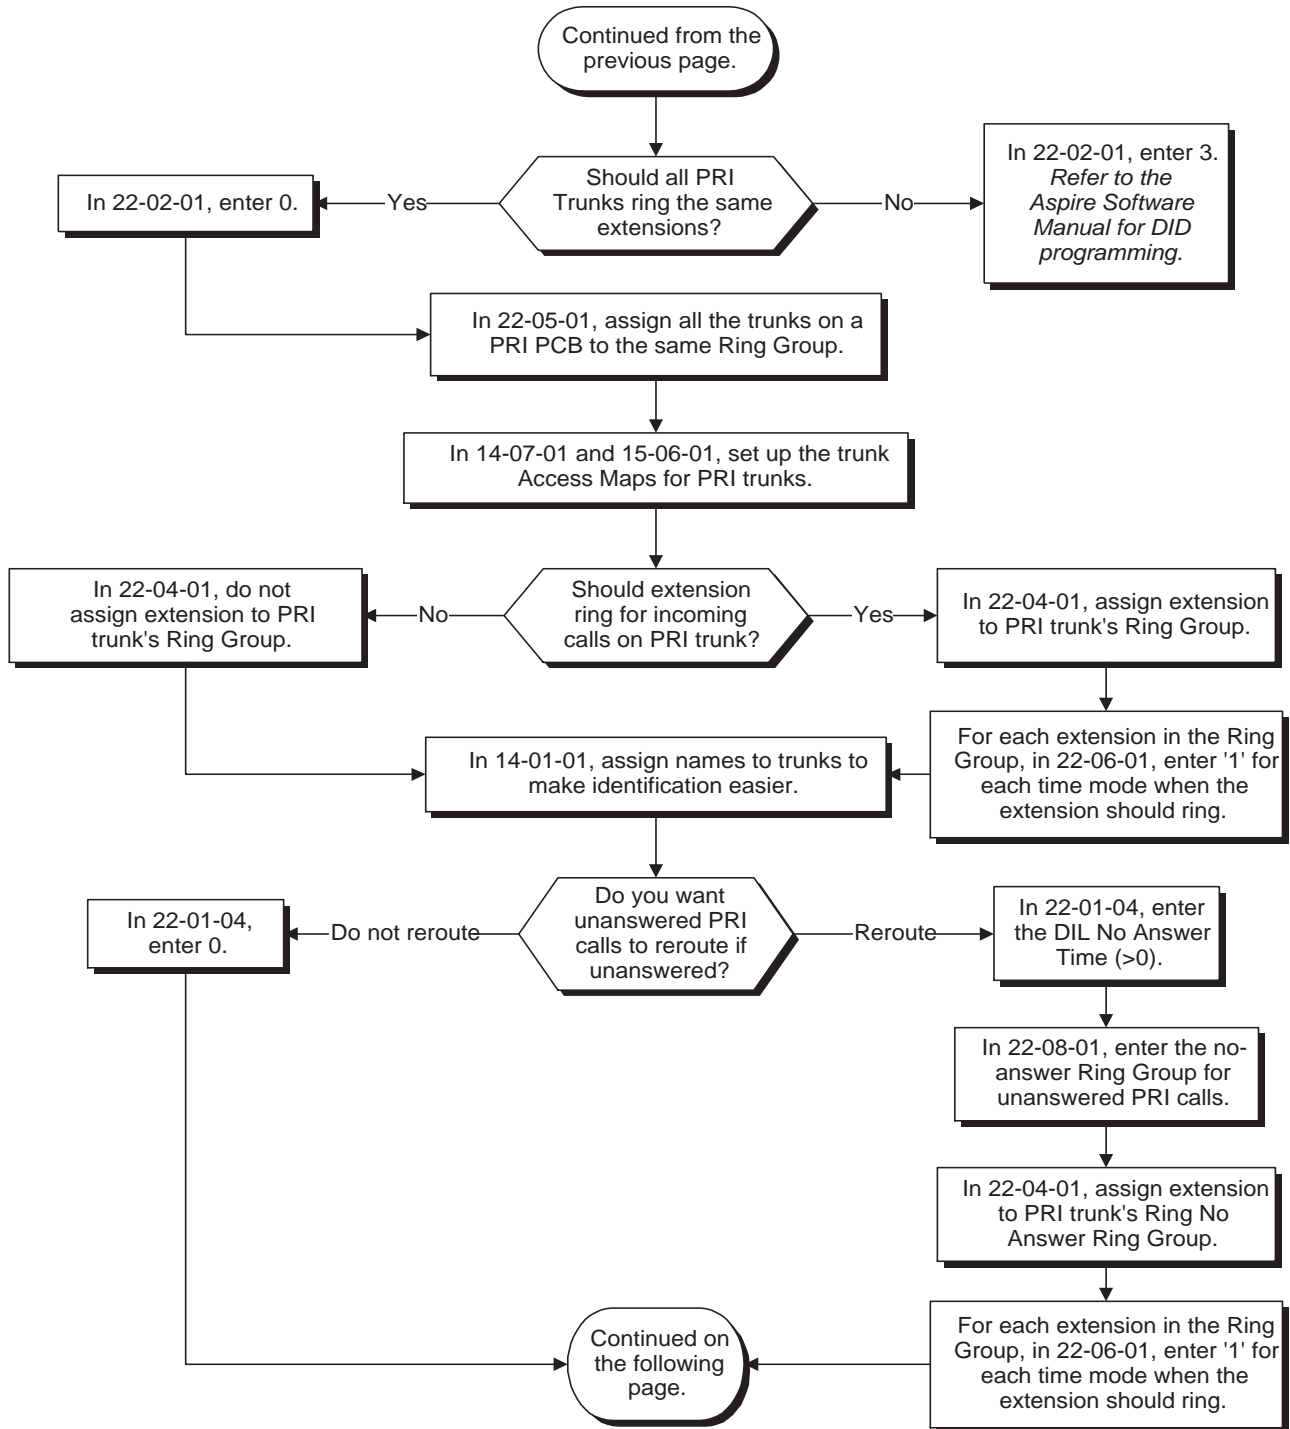 Continued from the
previous page.
Should all PRI
Trunks ring the same
extensions?
Yes
No
In 22-02-01, enter 0.
In 22-02-01, enter 3.
Refer to the
Aspire Software
Manual for DID
programming.
In 22-05-01, assign all the trunks on a
PRI PCB to the same Ring Group.
In 14-07-01 and 15-06-01, set up the trunk
Access Maps for PRI trunks.
Should extension
ring for incoming
calls on PRI trunk?
No
Yes
In 22-04-01, do not
assign extension to PRI
trunk's Ring Group.
In 22-04-01, assign extension
to PRI trunk's Ring Group.
For each extension in the Ring
Group, in 22-06-01, enter '1' for
each time mode when the
extension should ring.
In 14-01-01, assign names to trunks to
make identification easier.
Do you want
unanswered PRI
calls to reroute if
unanswered?
Do not reroute
Reroute
In 22-01-04,
enter 0.
In 22-01-04, enter
the DIL No Answer
Time (>0).
In 22-08-01, enter the no-
answer Ring Group for
unanswered PRI calls.
In 22-04-01, assign extension
to PRI trunk's Ring No
Answer Ring Group.
For each extension in the Ring
Group, in 22-06-01, enter '1' for
each time mode when the
extension should ring.
Continued on
the following
page.